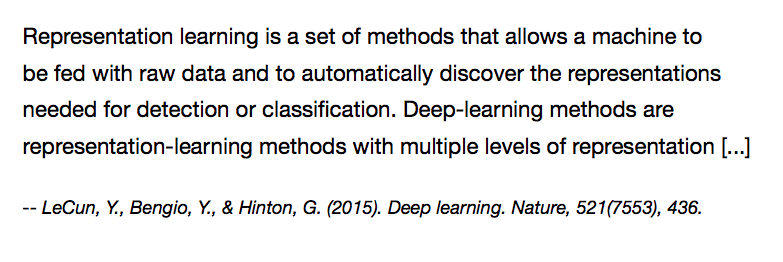 Representation learning is a set of methods that allows a machine to
be fed with raw data and to automatically discover the representations
needed for detection or classification. Deep-learning methods are
representation-learning methods with multiple levels of representation [...]
-- LeCun, Y., Bengio, Y., & Hinton, G. (2015). Deep learning. Nature, 521(7553), 436.